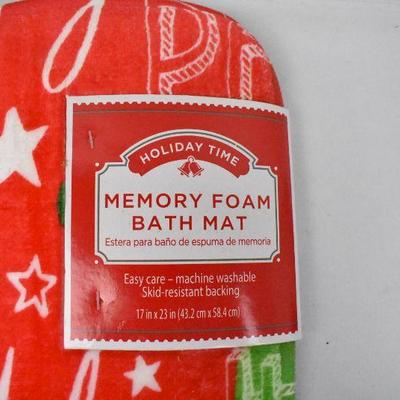 HOLIDAY TIME
MEMORY FOAM
BATH MAT
Estera para baño de espuma de memoria
Easy care – machine washable
Skid-resistant backing
17 in x 23 in (43.2 cm x 58.4 cm)